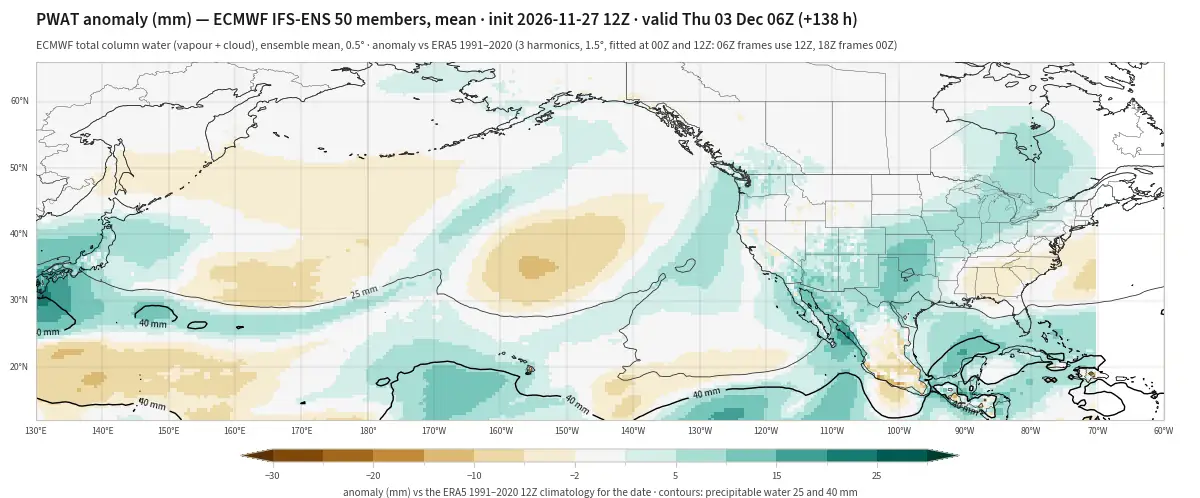 PWAT anomaly (mm) — ECMWF IFS-ENS 50 members, mean · init 2026-11-27 12Z · valid Thu 03 Dec 06Z (+138 h)
ECMWF total column water (vapour + cloud), ensemble mean, 0.5° · anomaly vs ERA5 1991–2020 (3 harmonics, 1.5°, fitted at 00Z and 12Z: 06Z frames use 12Z, 18Z frames 00Z)
60°N
50°N
40°N
30°N
20°N
25 mm
40 mm
0 mm
40 mm
40 mm
40 mm
130°E 140°E 150°E 160°E 170°E 180° 170°W 160°W 150°W 140°W 130°W 120°W 110°W 100°W 90°W 80°W 70°W 60°W
−30 −20 −10 −2 5 15 25
anomaly (mm) vs the ERA5 1991–2020 12Z climatology for the date · contours: precipitable water 25 and 40 mm